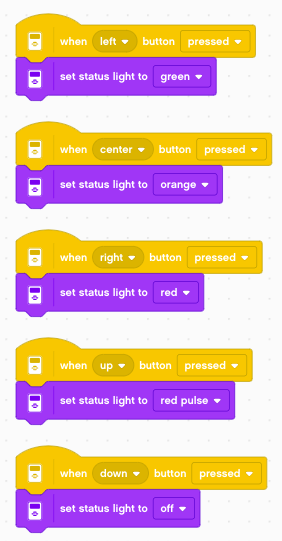 when left button pressed
set status light to green
when center button pressed
set status light to orange
when right button pressed
set status light to red
when up button pressed
set status light to red pulse
when down button pressed
set status light to off